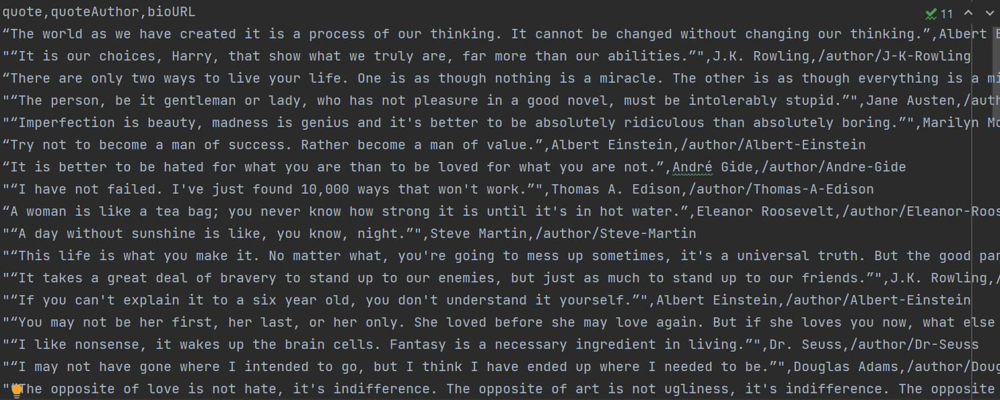 quote,quoteAuthor,bioURL
11
“The world as we have created it is a process of our thinking. It cannot be changed without changing our thinking.”,Albert E
"“It is our choices, Harry, that show what we truly are, far more than our abilities.”",J.K. Rowling,/author/J-K-Rowling
“There are only two ways to live your life. One is as though nothing is a miracle. The other is as though everything is a mi
"“The person, be it gentleman or lady, who has not pleasure in a good novel, must be intolerably stupid.”",Jane Austen,/auth
"“Imperfection is beauty, madness is genius and it's better to be absolutely ridiculous than absolutely boring.”",Marilyn Mo
“Try not to become a man of success. Rather become a man of value.”,Albert Einstein,/author/Albert-Einstein
“It is better to be hated for what you are than to be loved for what you are not.”,André Gide,/author/Andre-Gide
"“I have not failed. I've just found 10,000 ways that won't work.”",Thomas A. Edison,/author/Thomas-A-Edison
“A woman is like a tea bag; you never know how strong it is until it's in hot water.”,Eleanor Roosevelt,/author/Eleanor-Roos
"“A day without sunshine is like, you know, night.”",Steve Martin,/author/Steve-Martin
"“This life is what you make it. No matter what, you're going to mess up sometimes, it's a universal truth. But the good par
"“It takes a great deal of bravery to stand up to our enemies, but just as much to stand up to our friends.”",J.K. Rowling,/
"“If you can't explain it to a six year old, you don't understand it yourself.”",Albert Einstein,/author/Albert-Einstein
"“You may not be her first, her last, or her only. She loved before she may love again. But if she loves you now, what else
"“I like nonsense, it wakes up the brain cells. Fantasy is a necessary ingredient in living.”",Dr. Seuss,/author/Dr-Seuss
"“I may not have gone where I intended to go, but I think I have ended up where I needed to be.”",Douglas Adams,/author/Doug
"“The opposite of love is not hate, it's indifference. The opposite of art is not ugliness, it's indifference. The opposite